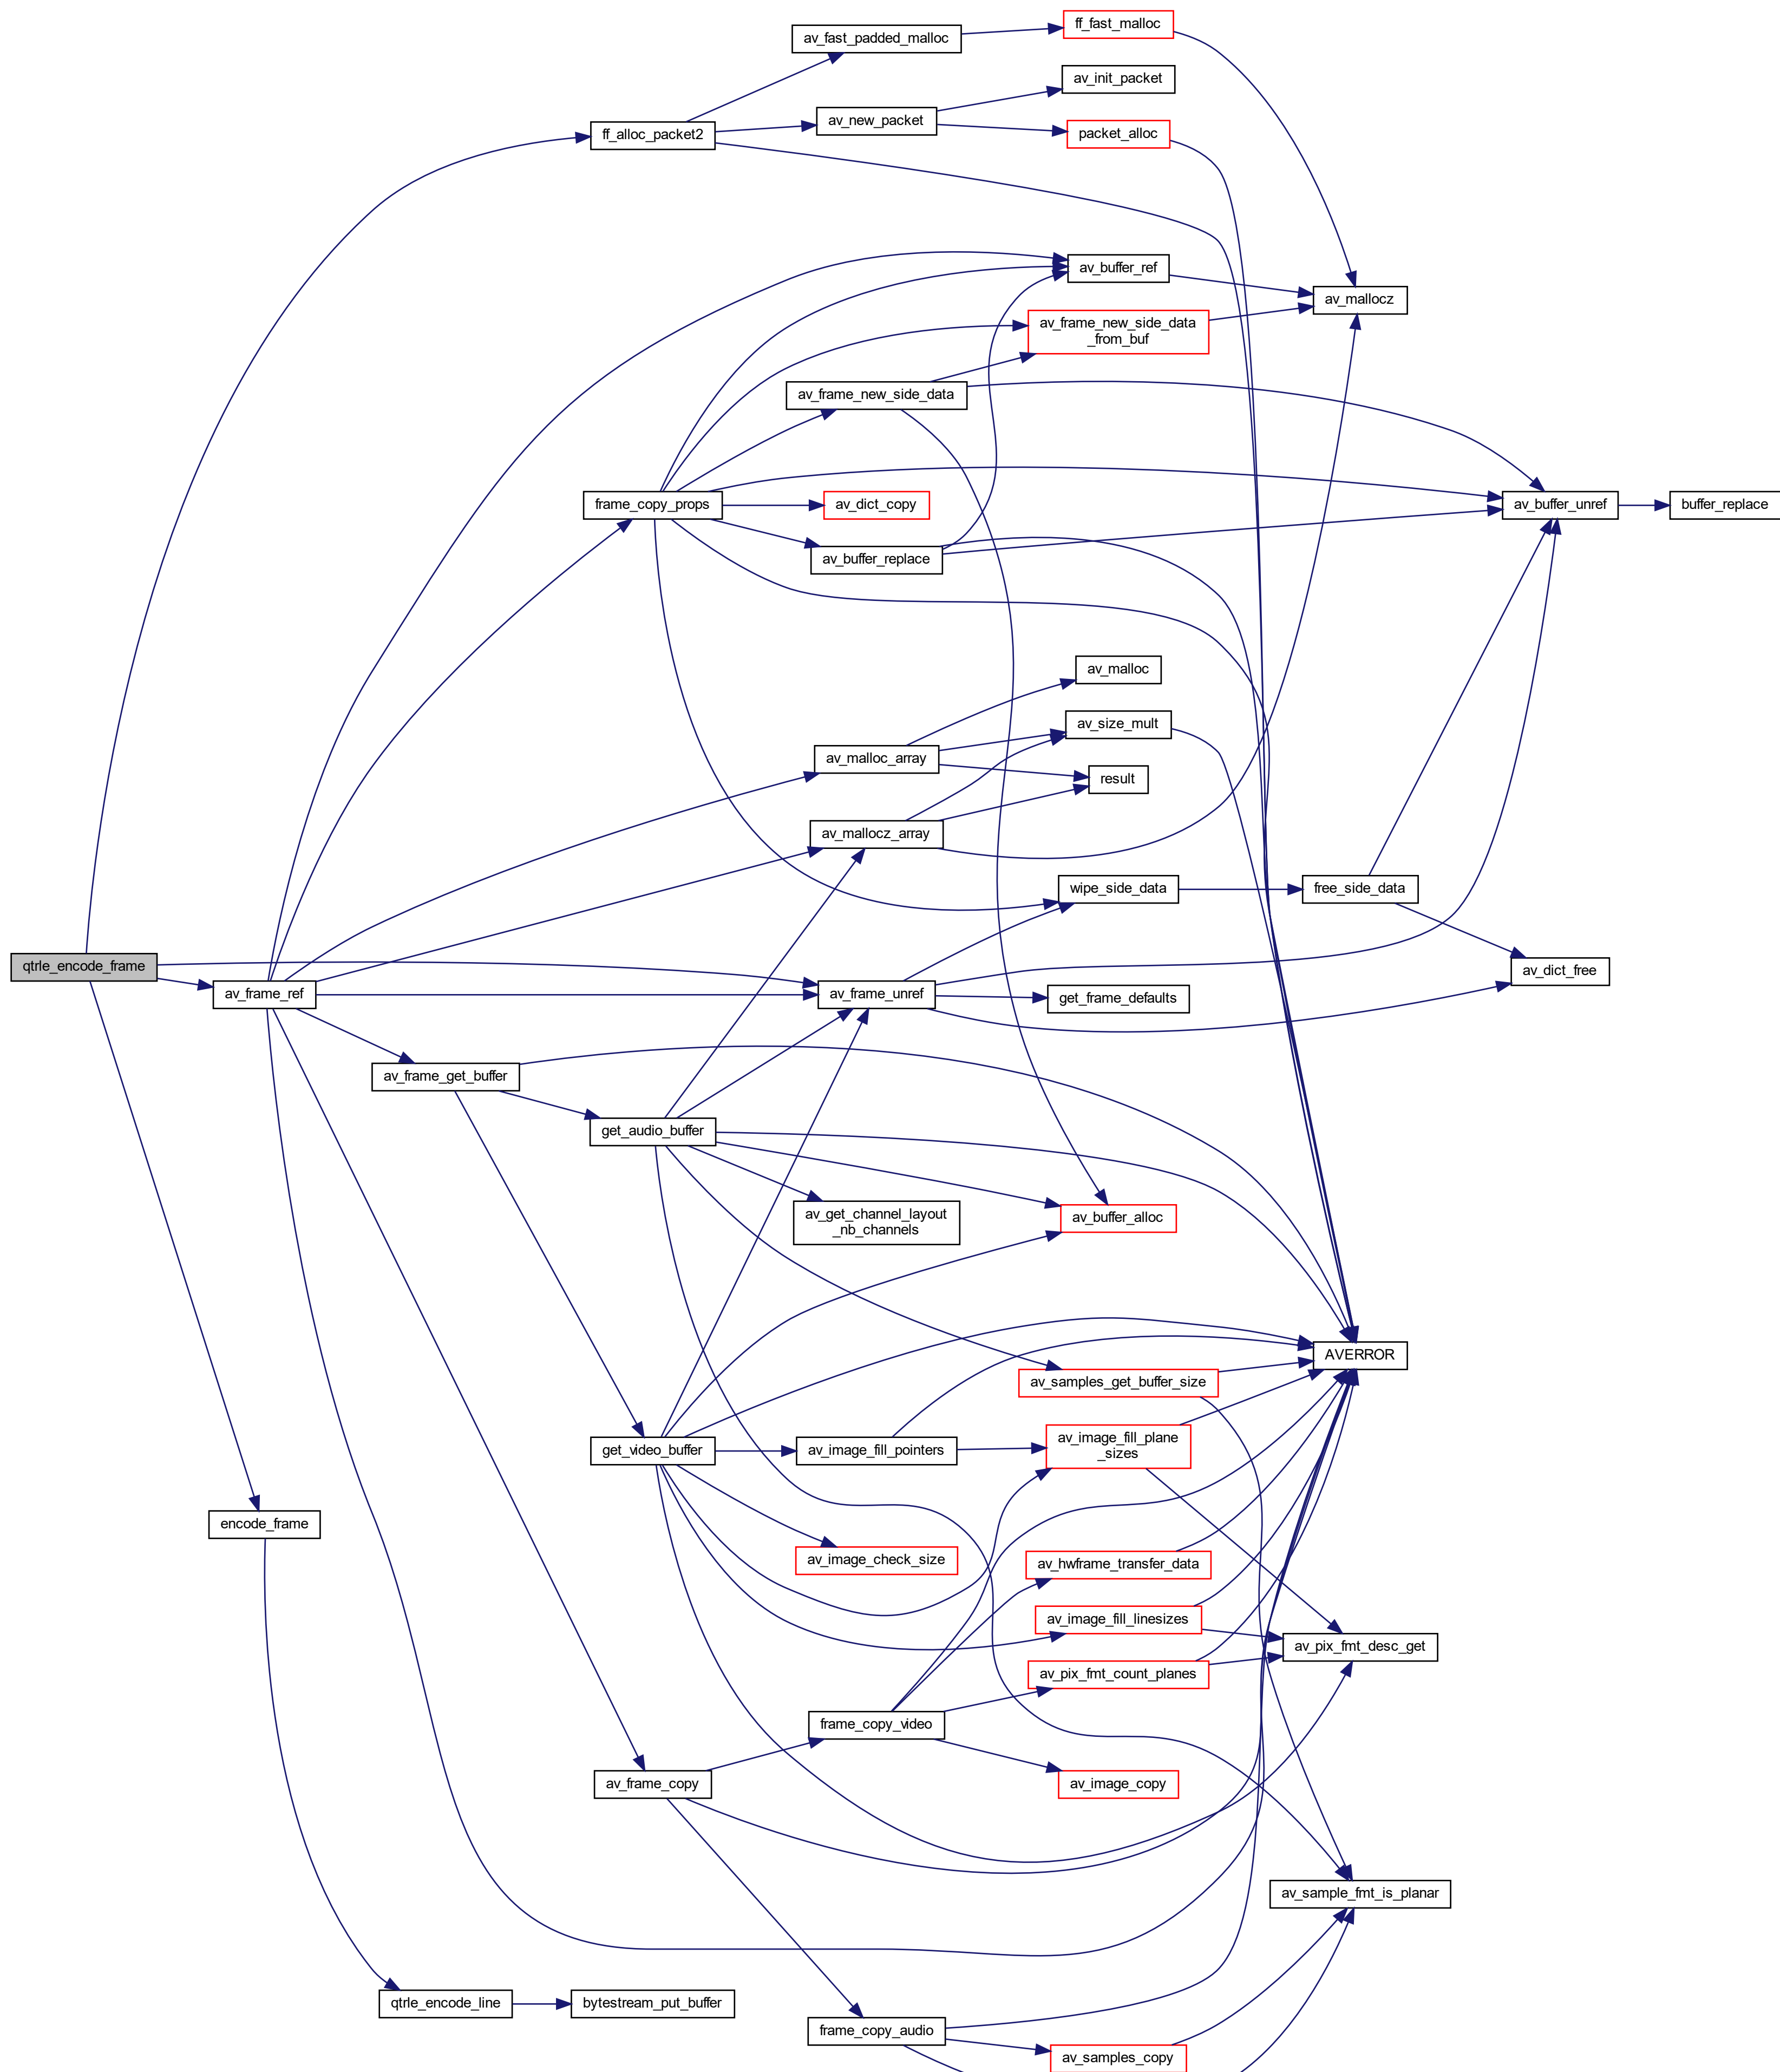 ff_fast_malloc
av_fast_padded_malloc
av_init_packet
av_new_packet
packet_alloc
ff_alloc_packet2
av_buffer_ref
av_mallocz
av_frame_new_side_data
_from_buf
av_frame_new_side_data
frame_copy_props
av_dict_copy
av_buffer_unref
buffer_replace
av_buffer_replace
av_malloc
av_size_mult
av_malloc_array
result
av_mallocz_array
wipe_side_data
free_side_data
qtrle_encode_frame
av_dict_free
av_frame_ref
av_frame_unref
get_frame_defaults
av_frame_get_buffer
get_audio_buffer
av_get_channel_layout
_nb_channels
av_buffer_alloc
AVERROR
av_samples_get_buffer_size
get_video_buffer
av_image_fill_pointers
av_image_fill_plane
_sizes
encode_frame
av_image_check_size
av_hwframe_transfer_data
av_image_fill_linesizes
av_pix_fmt_desc_get
av_pix_fmt_count_planes
frame_copy_video
av_frame_copy
av_image_copy
av_sample_fmt_is_planar
qtrle_encode_line
bytestream_put_buffer
frame_copy_audio
av_samples_copy